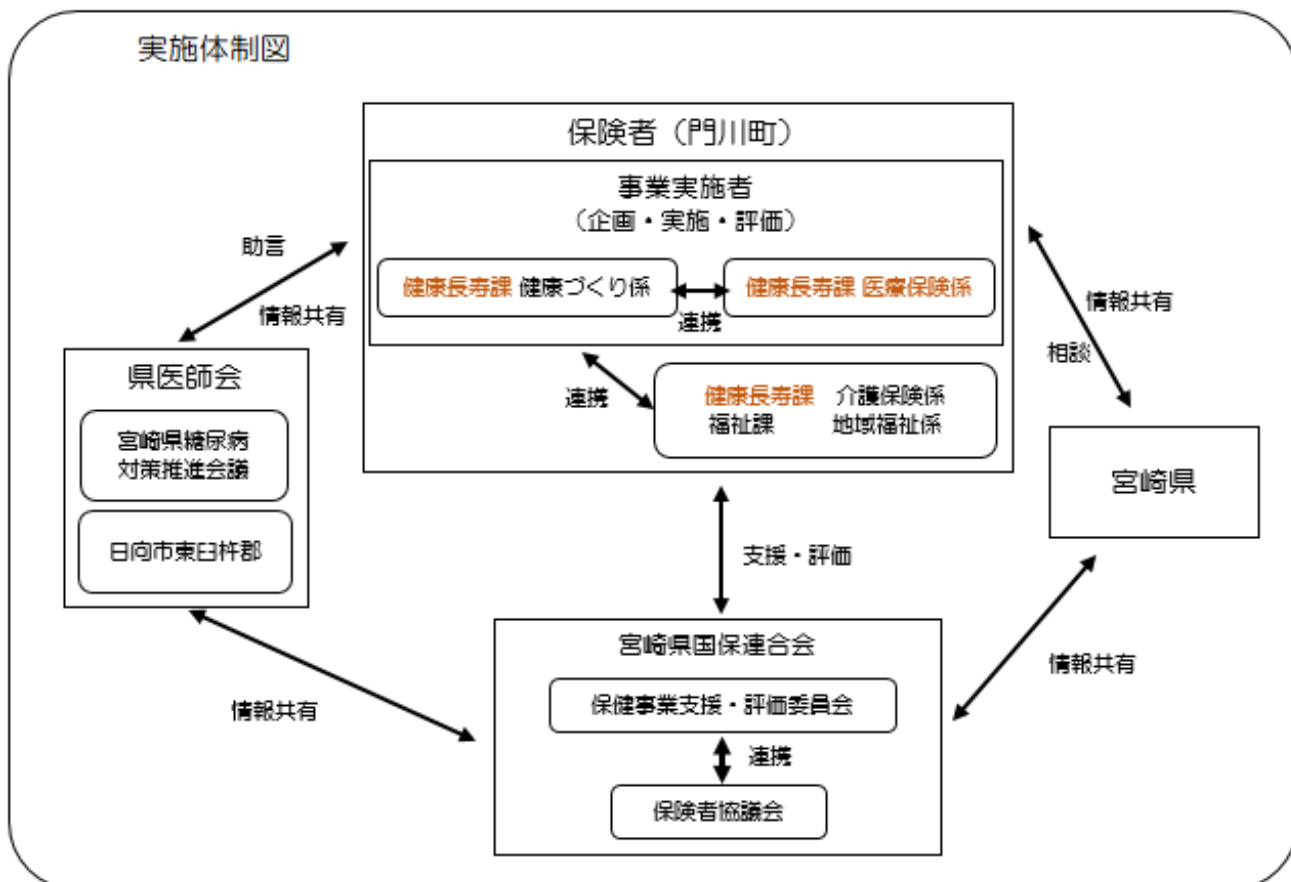 実施体制図
保険者（門川町）
事業実施者
（企画・実施・評価）
健康長寿課 健康づくり係
連携
健康長寿課 医療保険係
連携
健康長寿課 介護保険係
福祉課 地域福祉係
助言
情報共有
情報共有
相談
県医師会
宮崎県糖尿病
対策推進会議
日向市東臼杵郡
宮崎県
支援・評価
情報共有
情報共有
宮崎県国保連合会
保健事業支援・評価委員会
連携
保険者協議会